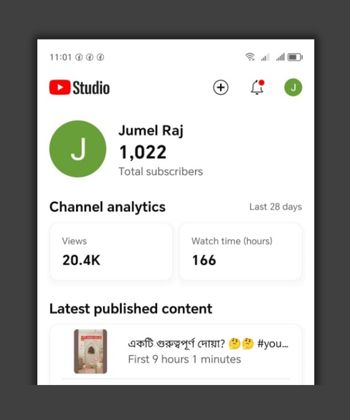 11:01
Studio
J
J
Jumel Raj
1,022
Total subscribers
Channel analytics
Last 28 days
Views
20.4K
Watch time (hours)
166
Latest published content
একটি গুরুত্বপূর্ণ দোয়া? 🤔🤔 #you...
First 9 hours 1 minutes